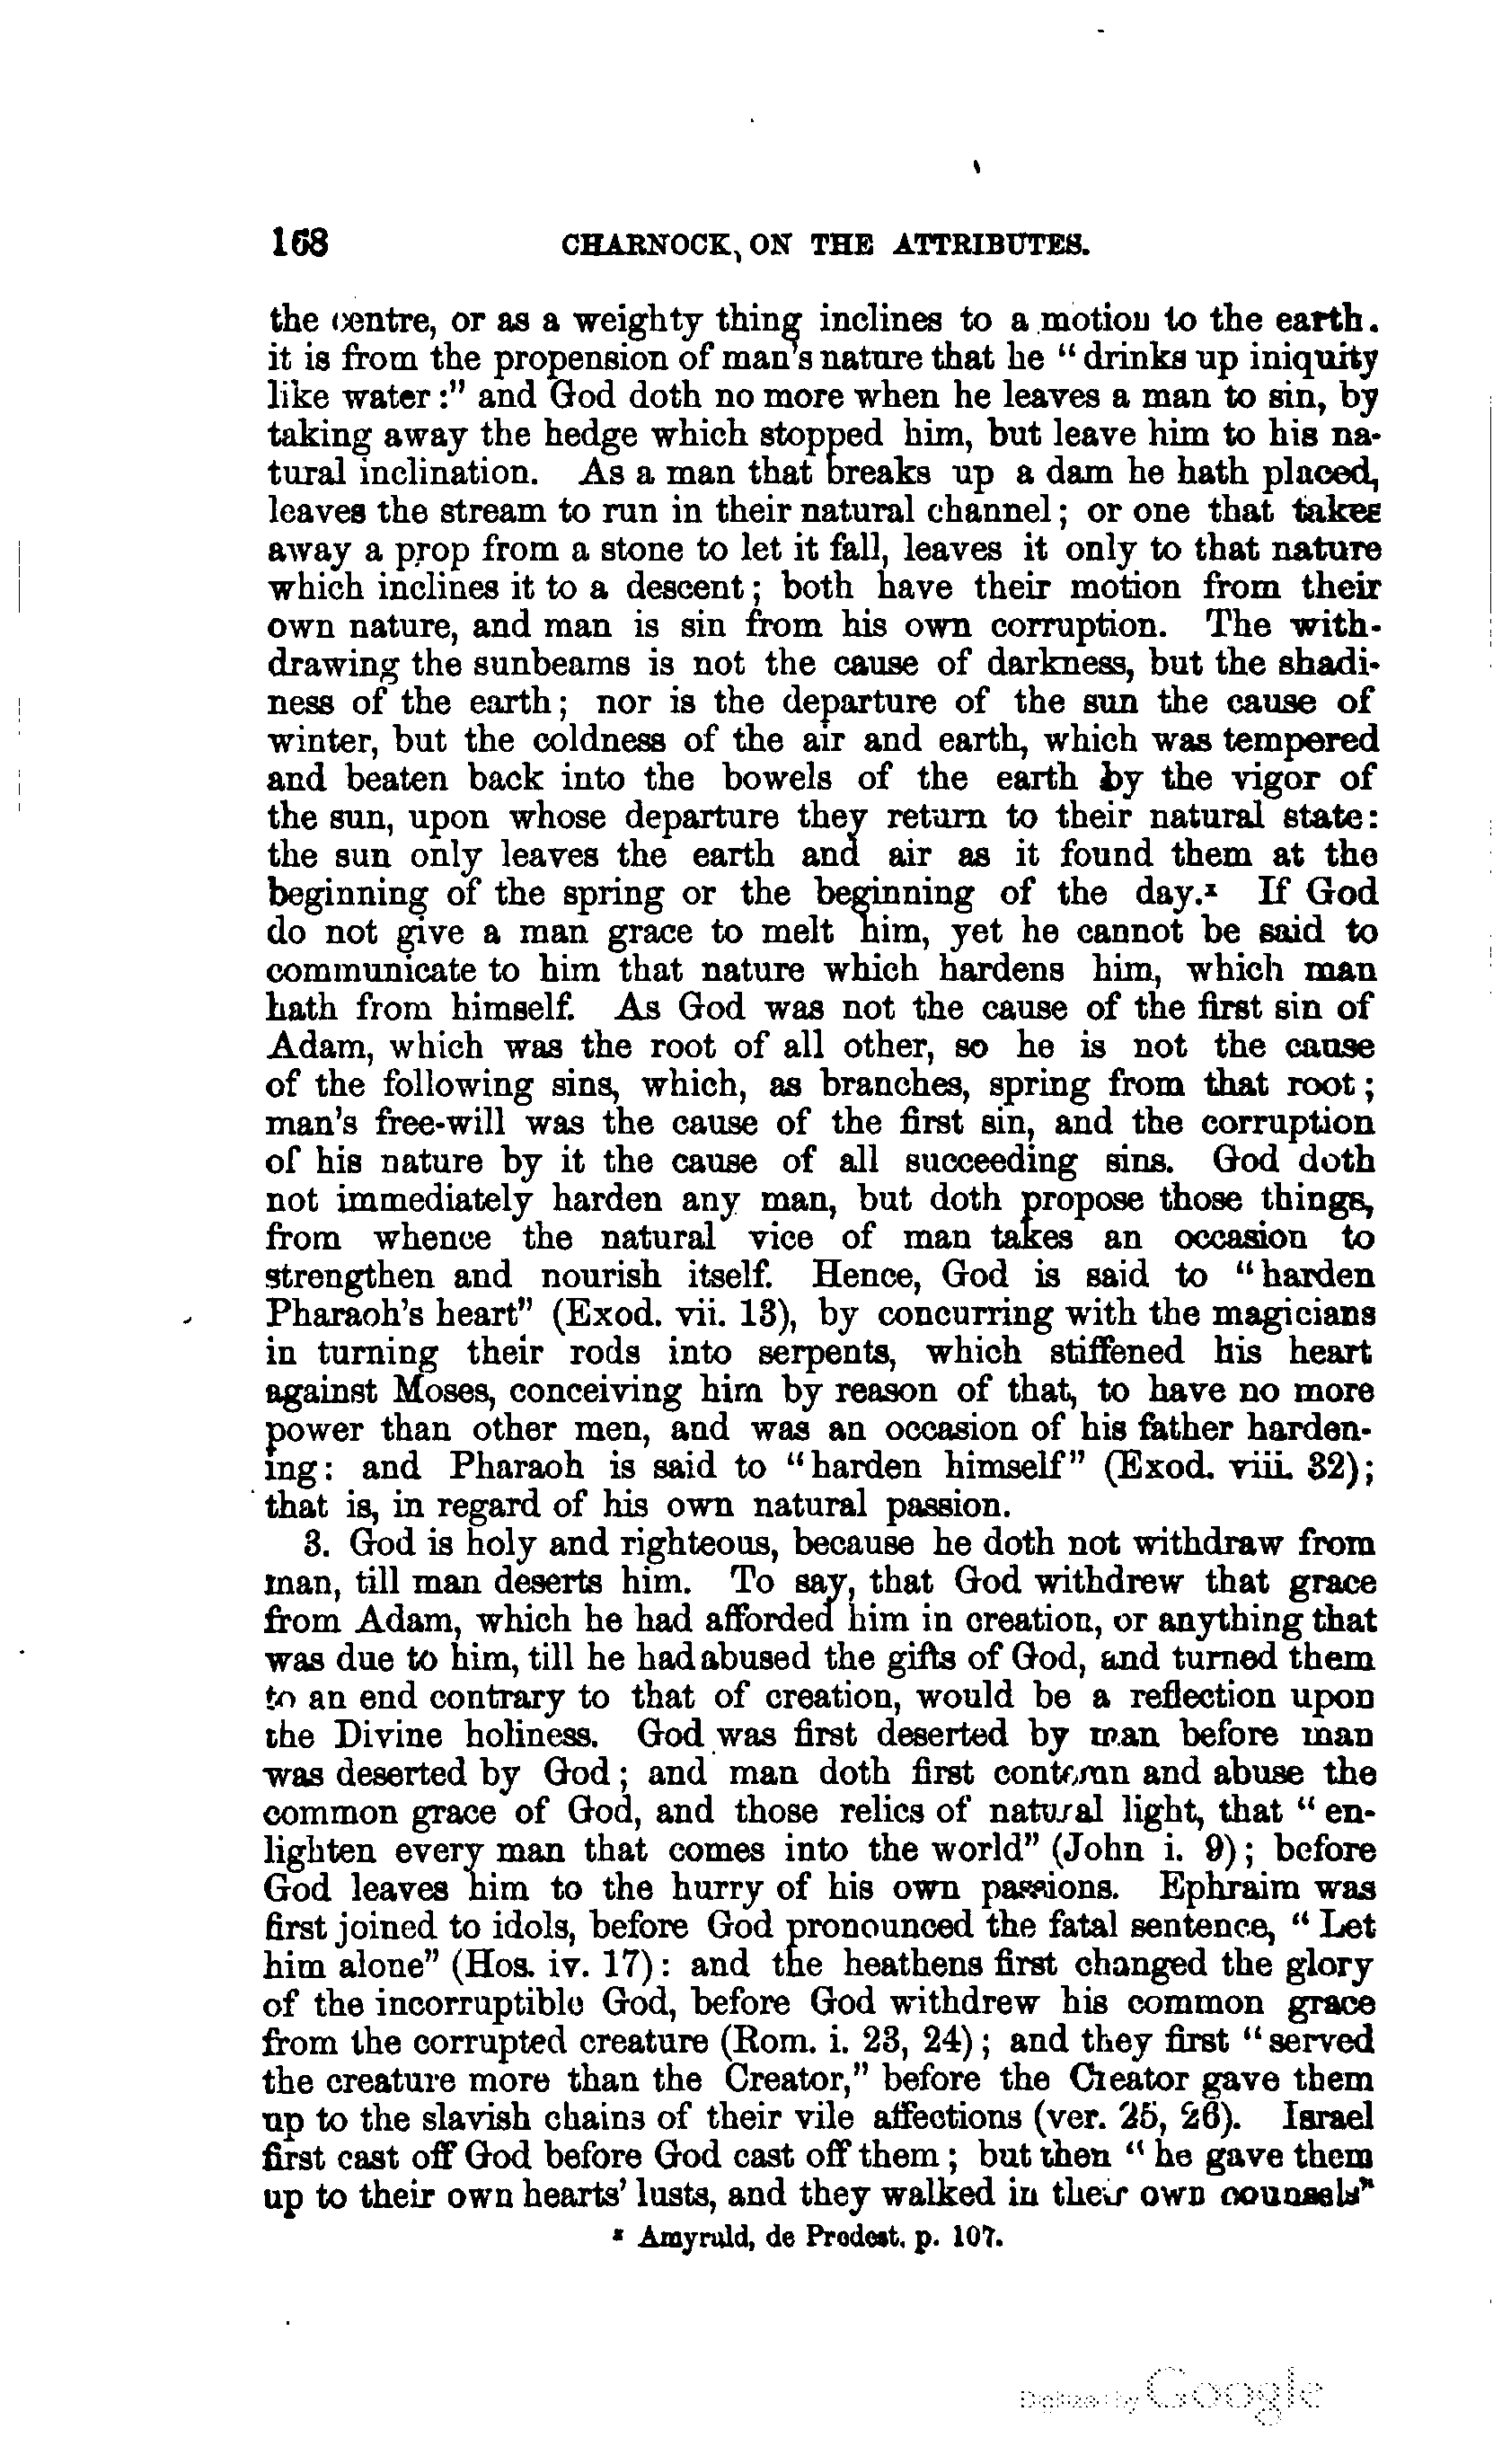 168 CHARNOCK, ON THE ATTRIBUTES.
the centre, or as a weighty thing inclines to a motion to the earth.
it is from the propension of man's nature that he "drinks up iniquity
like water:" and God doth no more when he leaves a man to sin, by
taking away the hedge which stopped him, but leave him to his na-
tural inclination. As a man that breaks up a dam he hath placed,
leaves the stream to run in their natural channel; or one that takes
away a prop from a stone to let it fall, leaves it only to that nature
which inclines it to a descent; both have their motion from their
own nature, and man is sin from his own corruption. The with-
drawing the sunbeams is not the cause of darkness, but the shadi-
ness of the earth; nor is the departure of the sun the cause of
winter, but the coldness of the air and earth, which was tempered
and beaten back into the bowels of the earth by the vigor of
the sun, upon whose departure they return to their natural state:
the sun only leaves the earth and air as it found them at the
beginning of the spring or the beginning of the day.x If God
do not give a man grace to melt him, yet he cannot be said to
communicate to him that nature which hardens him, which man
hath from himself. As God was not the cause of the first sin of
Adam, which was the root of all other, so he is not the cause
of the following sins, which, as branches, spring from that root;
man's free-will was the cause of the first sin, and the corruption
of his nature by it the cause of all succeeding sins. God doth
not immediately harden any man, but doth propose those things,
from whence the natural vice of man takes an occasion to
strengthen and nourish itself. Hence, God is said to "harden
Pharaoh's heart" (Exod. vii. 13), by concurring with the magicians
in turning their rods into serpents, which stiffened his heart
against Moses, conceiving him by reason of that, to have no more
power than other men, and was an occasion of his father harden-
ing: and Pharaoh is said to "harden himself" (Exod. viii. 32);
that is, in regard of his own natural passion.
3. God is holy and righteous, because he doth not withdraw from
man, till man deserts him. To say, that God withdrew that grace
from Adam, which he had afforded him in creation, or anything that
was due to him, till he had abused the gifts of God, and turned them
to an end contrary to that of creation, would be a reflection upon
the Divine holiness. God was first deserted by man before man
was deserted by God; and man doth first contemn and abuse the
common grace of God, and those relics of natural light, that "en-
lighten every man that comes into the world" (John i. 9); before
God leaves him to the hurry of his own passions. Ephraim was
first joined to idols, before God pronounced the fatal sentence, "Let
him alone" (Hos. iv. 17): and the heathens first changed the glory
of the incorruptible God, before God withdrew his common grace
from the corrupted creature (Rom. i. 23, 24); and they first "served
the creature more than the Creator," before the Creator gave them
up to the slavish chains of their vile affections (ver. 25, 26). Israel
first cast off God before God cast off them; but then "he gave them
up to their own hearts' lusts, and they walked in their own counsels"
x Amyruld, de Predest. p. 107.
Digitized by Google